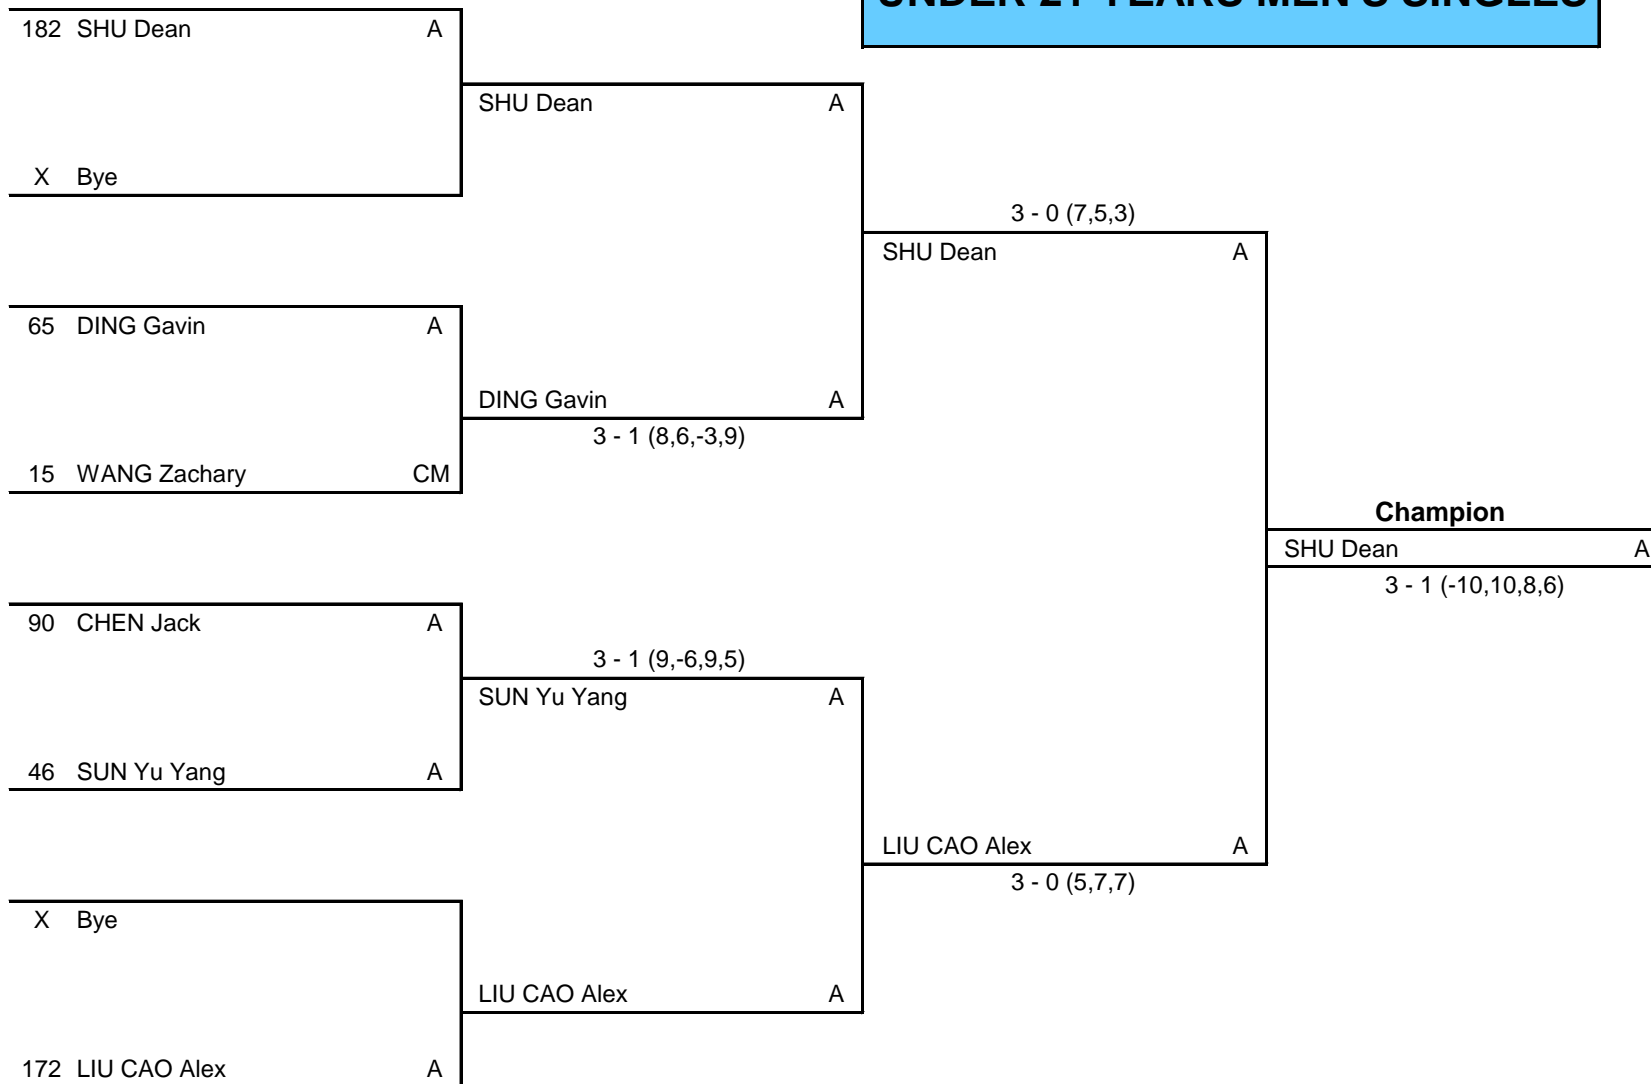 UNDER 21 YEARS MEN'S SINGLES
182 SHU Dean A
SHU Dean A
X Bye
3 - 0 (7,5,3)
SHU Dean A
65 DING Gavin A
DING Gavin A
3 - 1 (8,6,-3,9)
15 WANG Zachary CM
Champion
SHU Dean A
3 - 1 (-10,10,8,6)
90 CHEN Jack A
3 - 1 (9,-6,9,5)
SUN Yu Yang A
46 SUN Yu Yang A
LIU CAO Alex A
3 - 0 (5,7,7)
X Bye
LIU CAO Alex A
172 LIU CAO Alex A